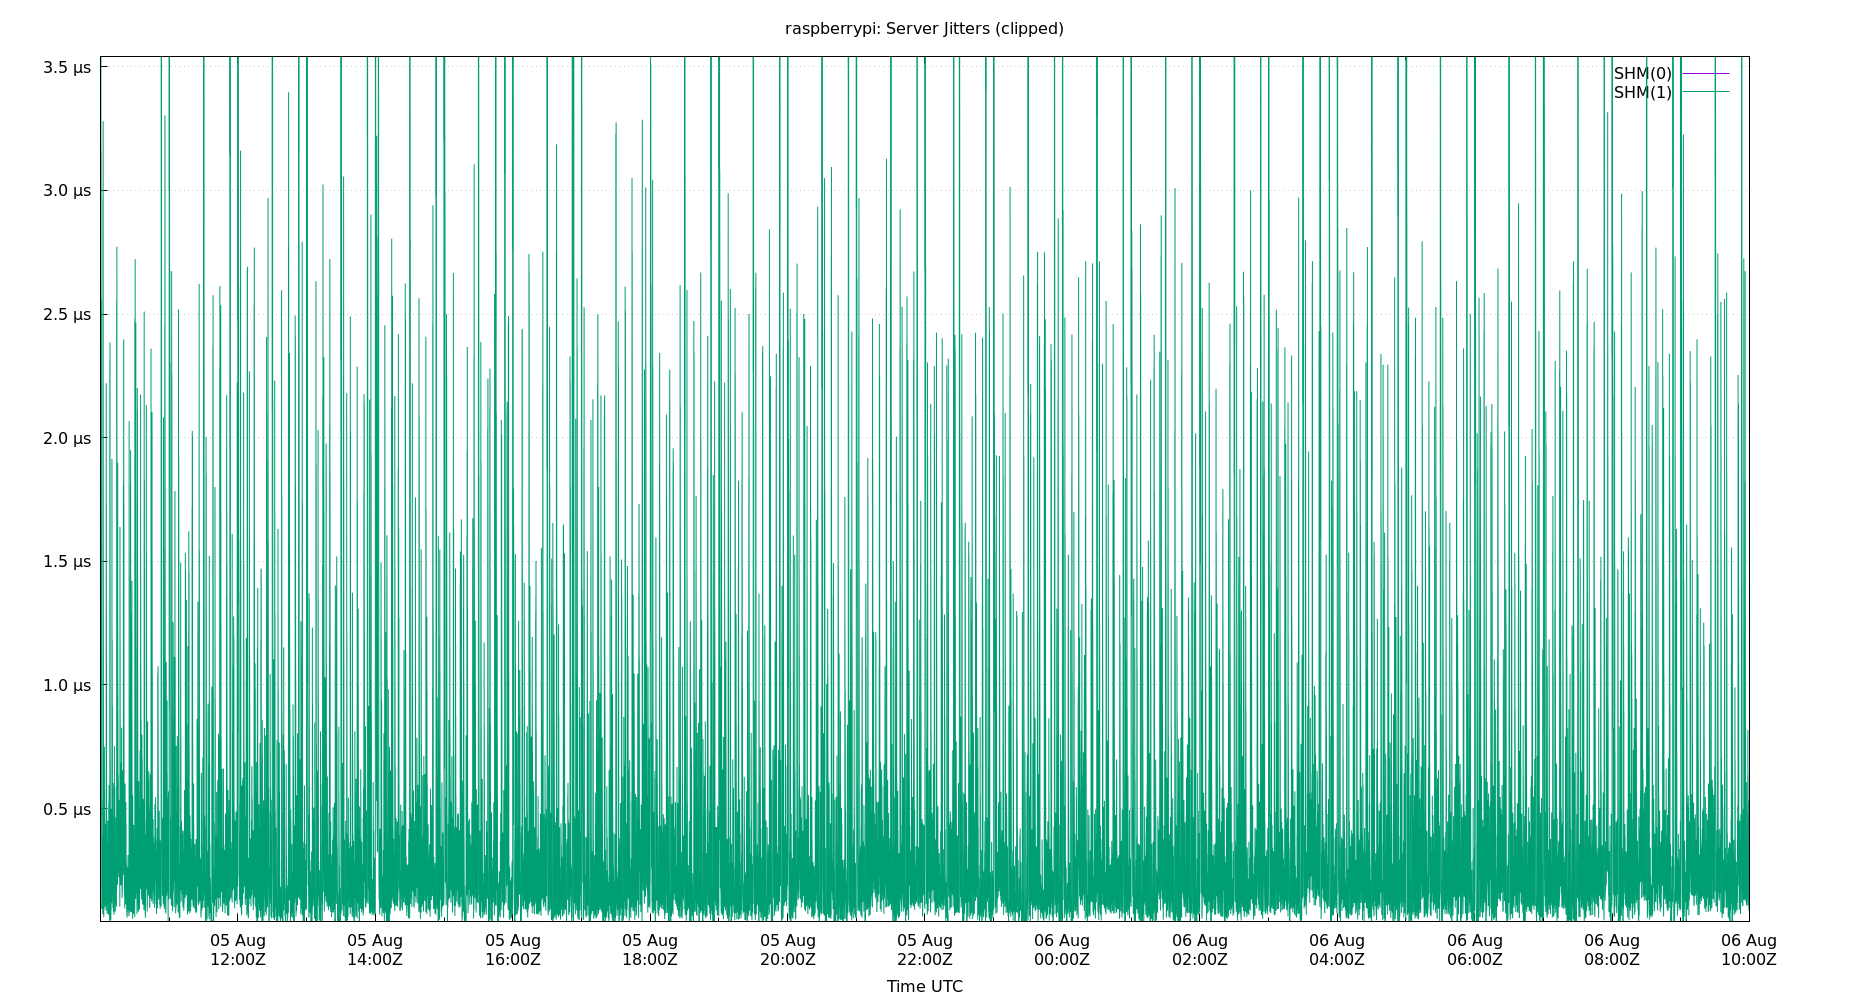 raspberrypi: Server Jitters (clipped)
3.5 µs
3.0 µs
2.5 µs
2.0 µs
1.5 µs
1.0 µs
0.5 µs
SHM(0)
SHM(1)
05 Aug 12:00Z
05 Aug 14:00Z
05 Aug 16:00Z
05 Aug 18:00Z
05 Aug 20:00Z
05 Aug 22:00Z
06 Aug 00:00Z
06 Aug 02:00Z
06 Aug 04:00Z
06 Aug 06:00Z
06 Aug 08:00Z
06 Aug 10:00Z
Time UTC